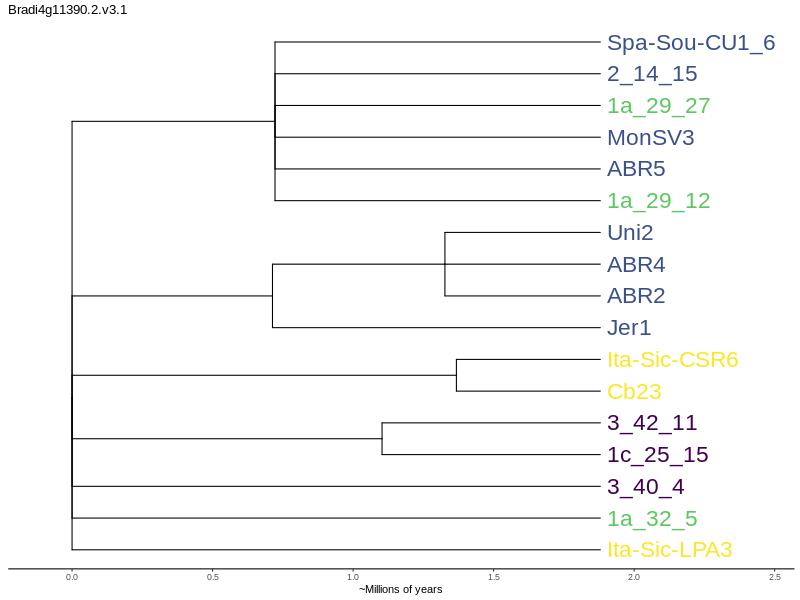 Bradi4g11390.2.v3.1
Spa-Sou-CU1_6
2_14_15
1a_29_27
MonSV3
ABR5
1a_29_12
Uni2
ABR4
ABR2
Jer1
Ita-Sic-CSR6
Cb23
3_42_11
1c_25_15
3_40_4
1a_32_5
Ita-Sic-LPA3
0.0 0.5 1.0 1.5 2.0 2.5
~Millions of years